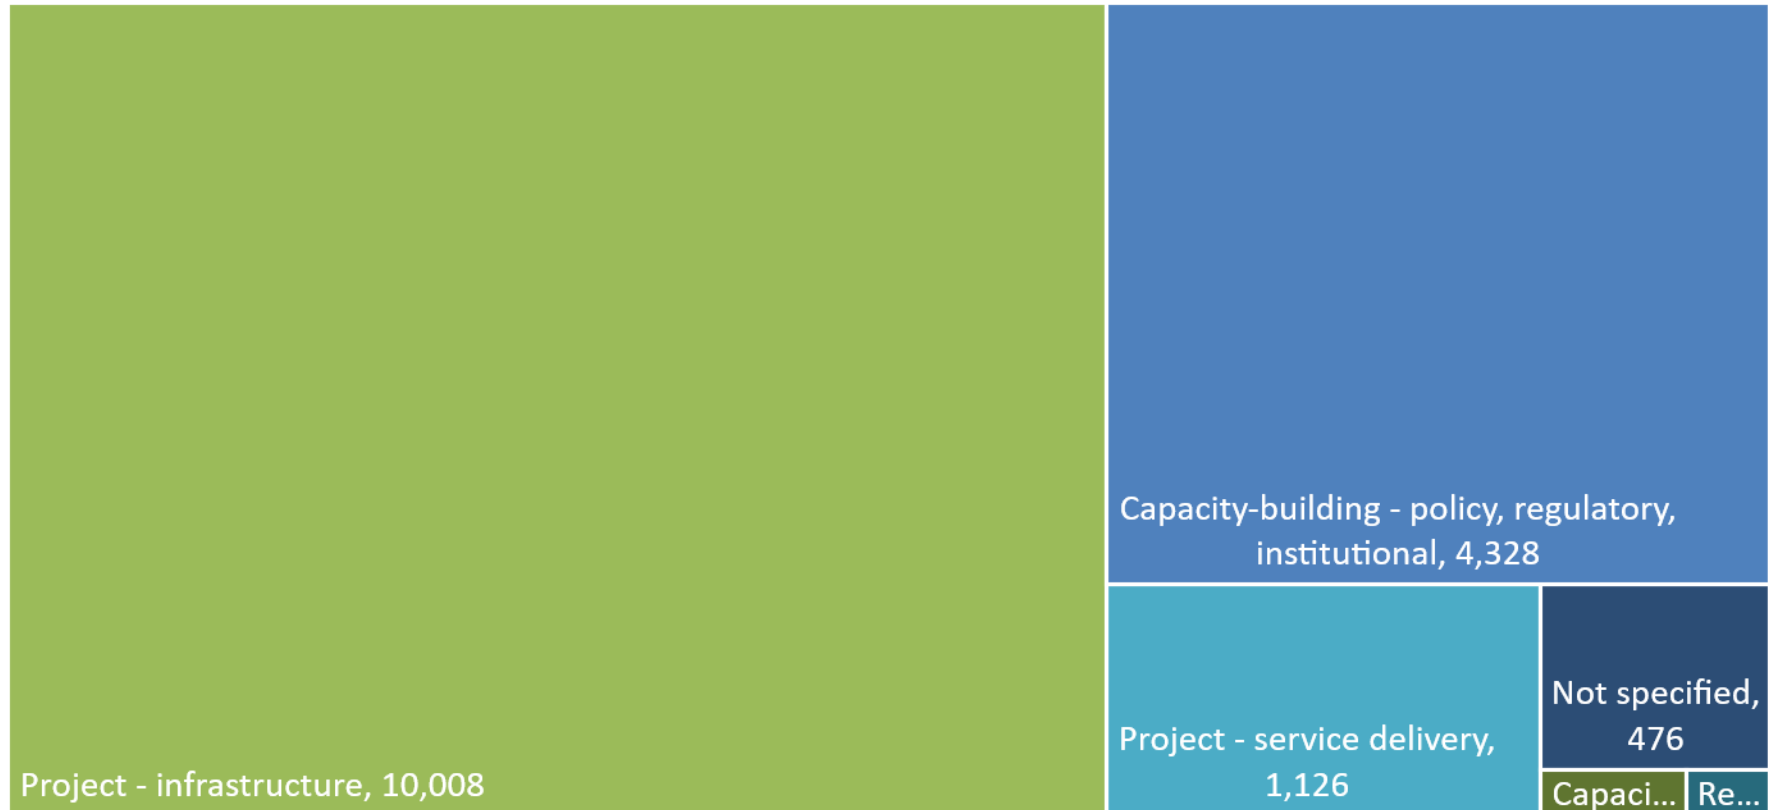 Project - infrastructure, 10,008
Capacity-building - policy, regulatory,
institutional, 4,328
Project - service delivery,
1,126
Not specified,
476
Capaci...
Re...